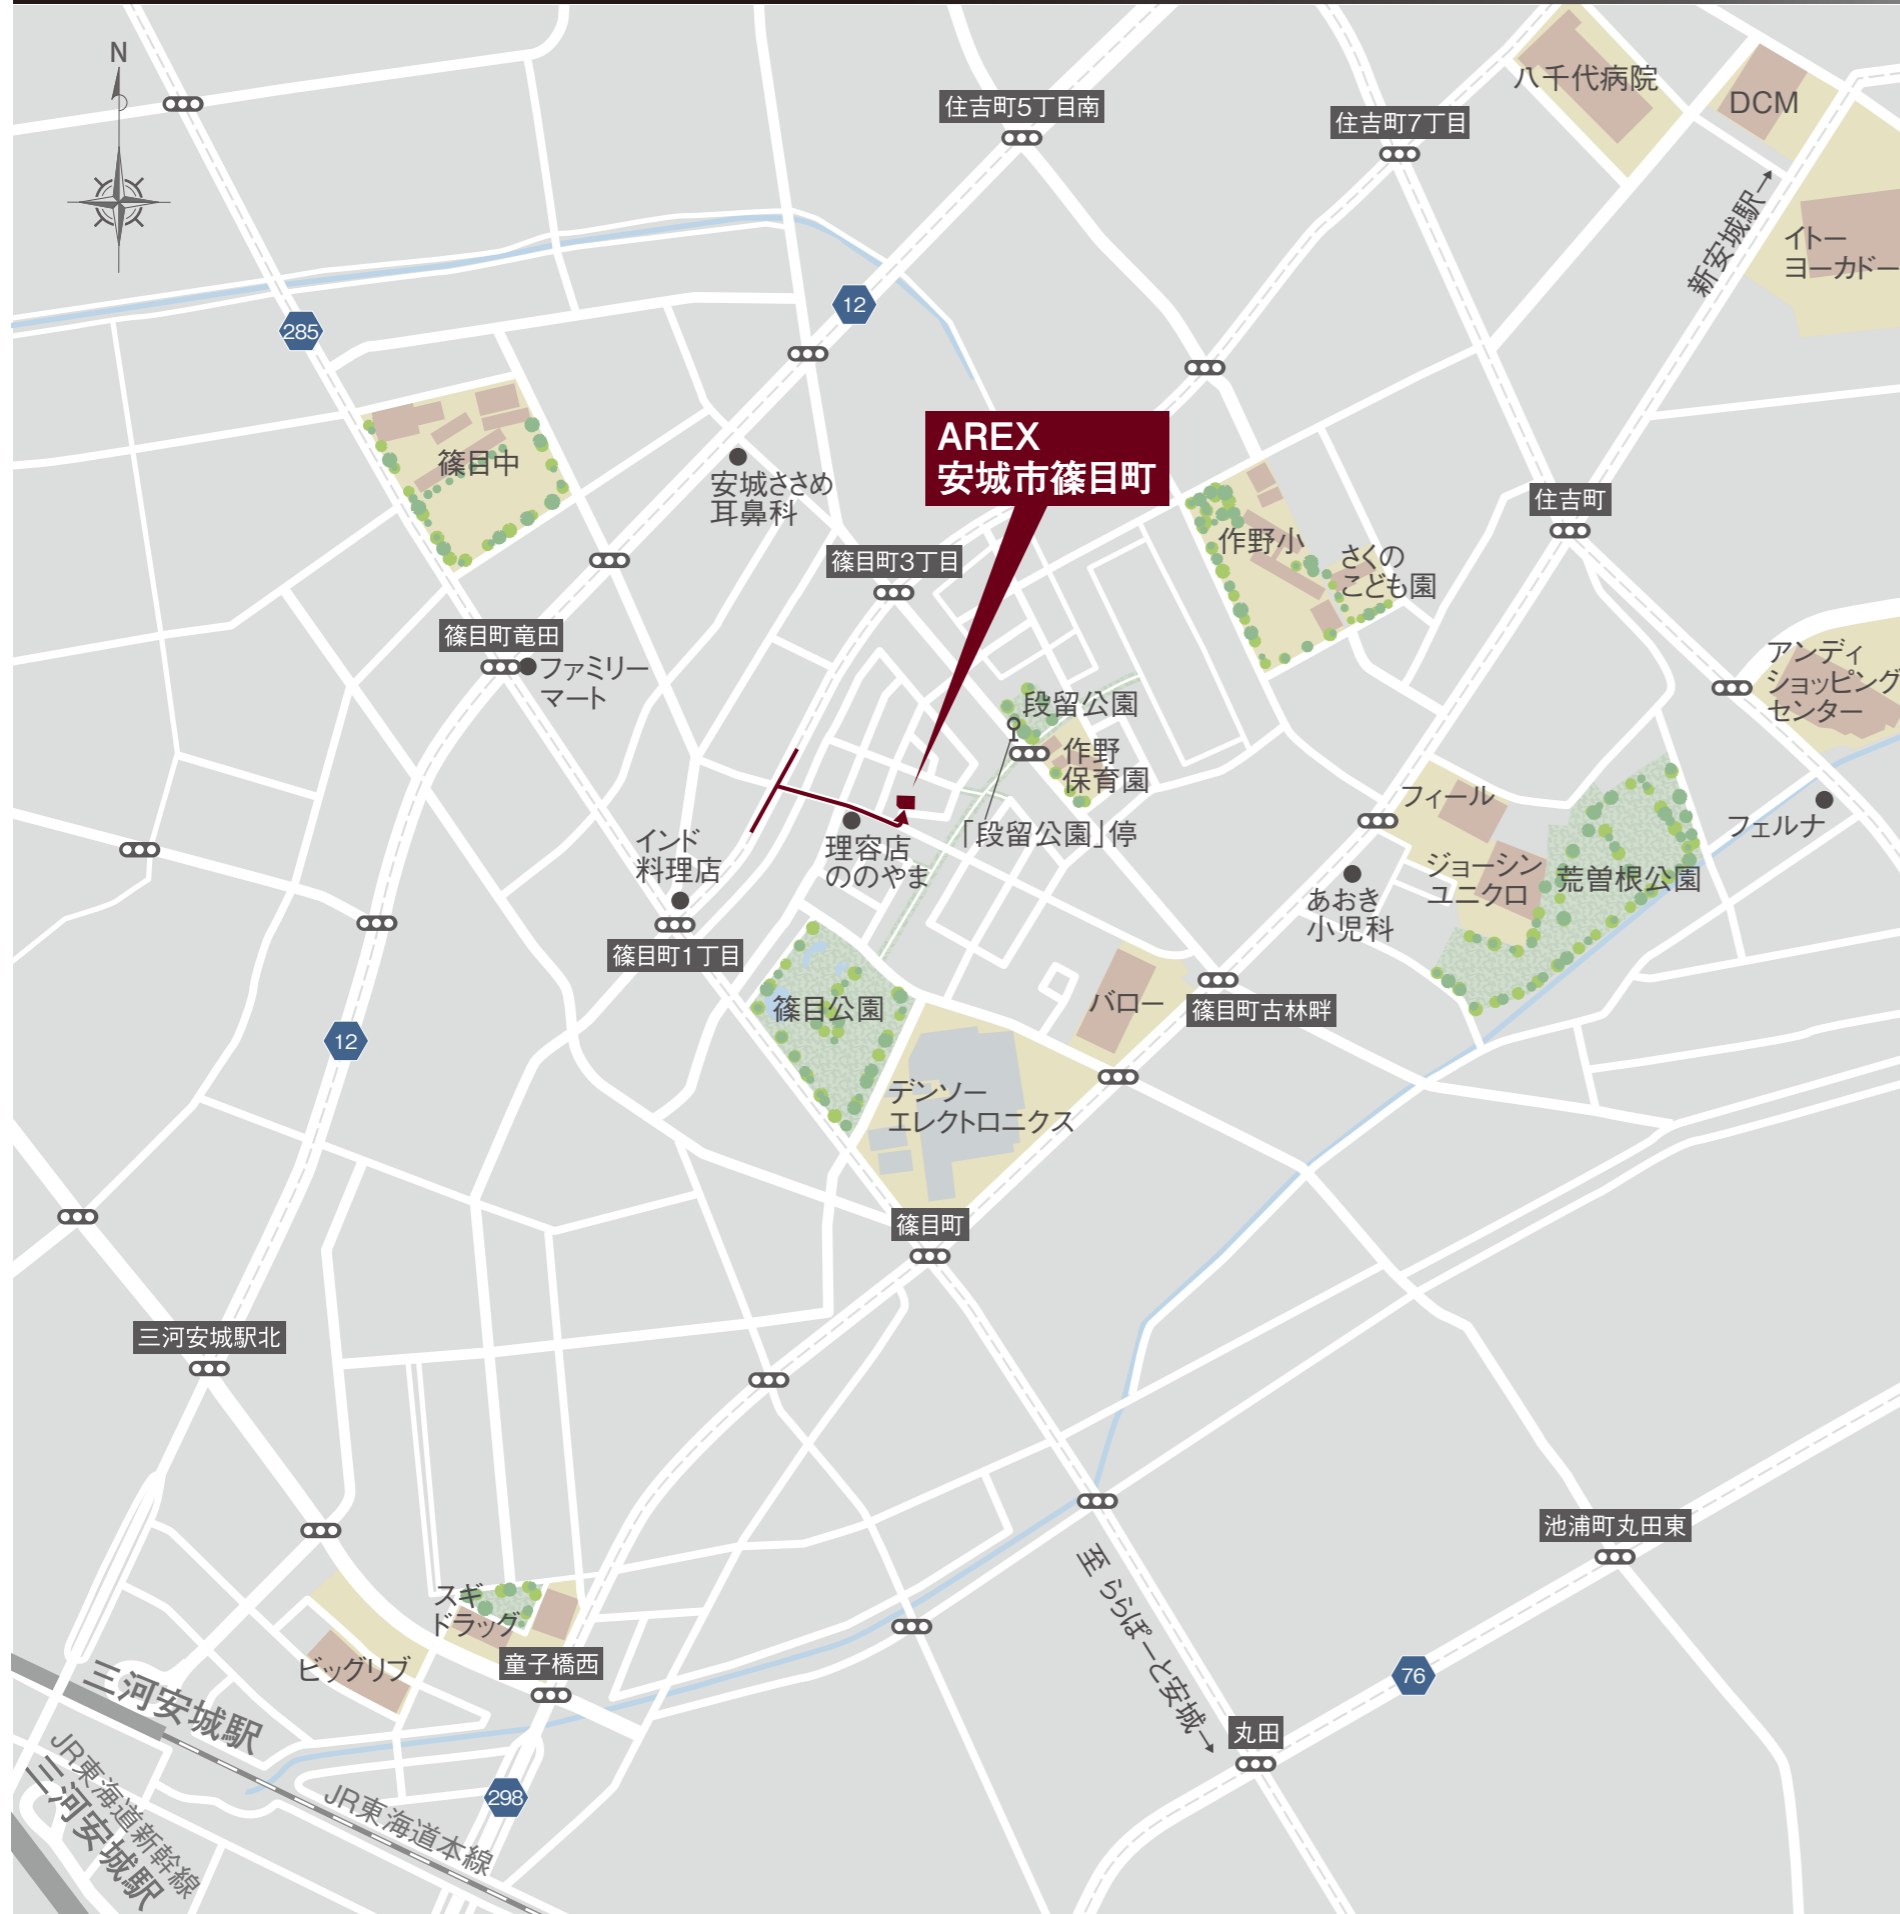 N
八千代病院
DCM
住吉町5丁目南
住吉町7丁目
新安城駅→
イトー
ヨーカドー
12
285
AREX
安城市篠目町
篠目中
安城ささめ
耳鼻科
住吉町
作野小
さくの
こども園
篠目町3丁目
篠目町竜田
ファミリー
マート
アンディ
ショッピング
センター
段留公園
作野
保育園
フィール
フェルナ
インド
料理店
理容店
ののやま
「段留公園」停
ジョーシン
ユニクロ
荒曽根公園
あおき
小児科
篠目町1丁目
篠目公園
バロー
篠目町古林畔
12
デンソー
エレクトロニクス
篠目町
三河安城駅北
池浦町丸田東
至 ららぽーと安城→
スギ
ドラッグ
ビッグリブ
童子橋西
76
丸田
三河安城駅
JR東海道新幹線
三河安城駅
JR東海道本線
298